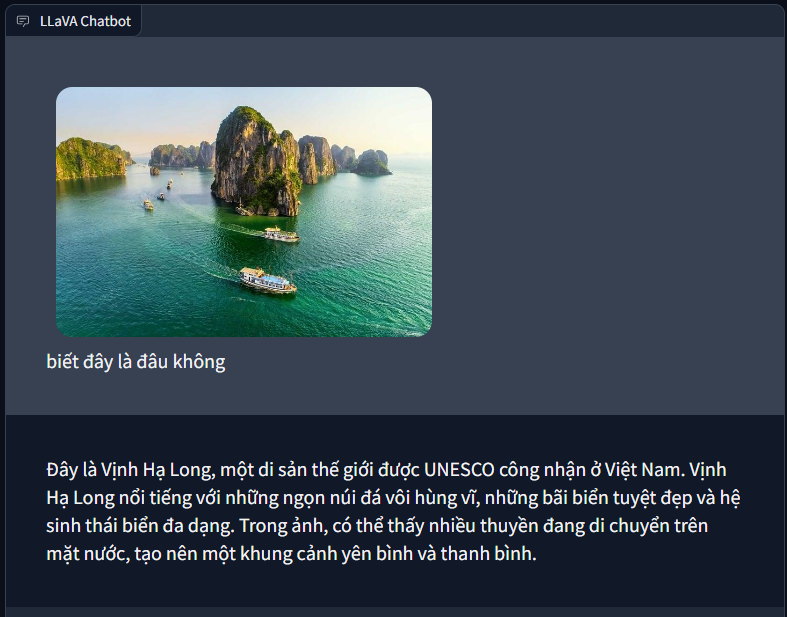 LLaVA Chatbot
biết đây là đâu không
Đây là Vịnh Hạ Long, một di sản thế giới được UNESCO công nhận ở Việt Nam. Vịnh
Hạ Long nổi tiếng với những ngọn núi đá vôi hùng vĩ, những bãi biển tuyệt đẹp và hệ
sinh thái biển đa dạng. Trong ảnh, có thể thấy nhiều thuyền đang di chuyển trên
mặt nước, tạo nên một khung cảnh yên bình và thanh bình.